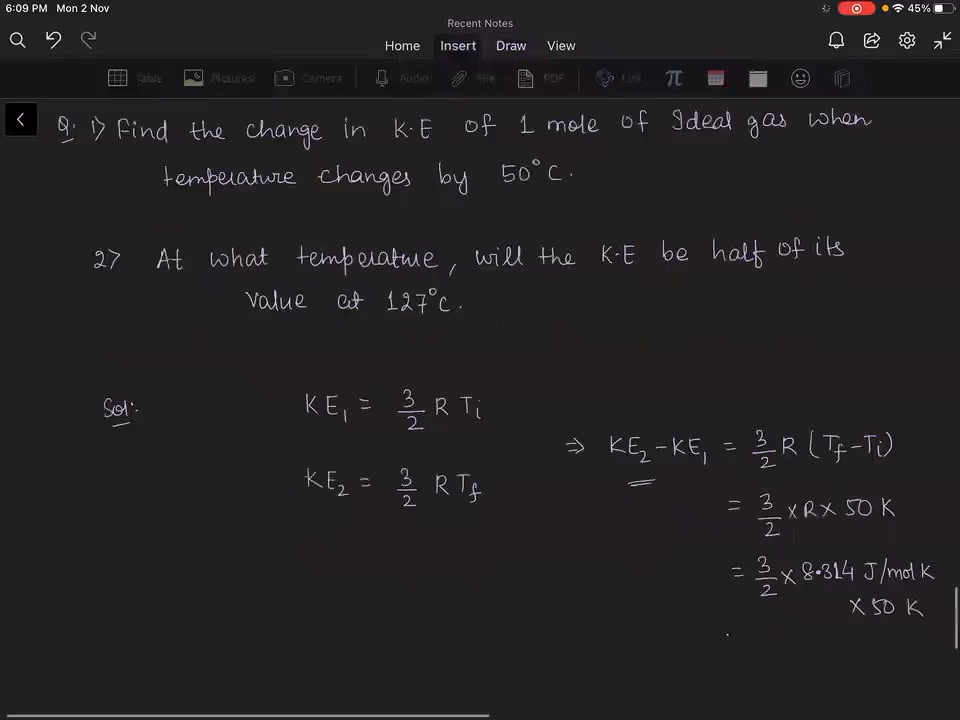 6:09 PM Mon 2 Nov
45%
Recent Notes
Home Insert Draw View
Table Pictures Camera Audio File PDF Link
Q. 1> Find the change in K.E of 1 mole of Ideal gas when
temperature changes by 50°C.
2> At what temperature, will the K.E be half of its
value at 127°C.
Sol:
KE₁ = 3/2 R Ti
KE₂ = 3/2 R Tf
⇒ KE₂ - KE₁ = 3/2 R (Tf - Ti)
= 3/2 × R × 50 K
= 3/2 × 8.314 J/mol K
× 50 K